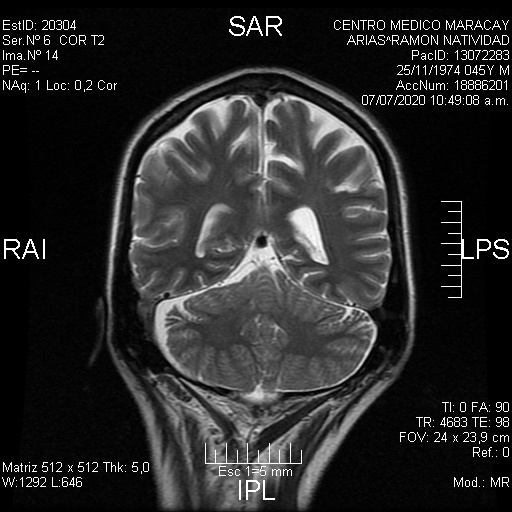 EstID: 20304
Ser.Nº 6 COR T2
Ima.Nº 14
PE= --
NAq: 1 Loc: 0,2 Cor
SAR
CENTRO MEDICO MARACAY
ARIAS^RAMON NATIVIDAD
PacID: 13072283
25/11/1974 045Y M
AccNum: 18886201
07/07/2020 10:49:08 a.m.
RAI
LPS
Matriz 512 x 512 Thk: 5,0
W:1292 L:646
Esc 1=5 mm
IPL
TI: 0 FA: 90
TR: 4683 TE: 98
FOV: 24 x 23,9 cm
Ref.: 0
Mod.: MR